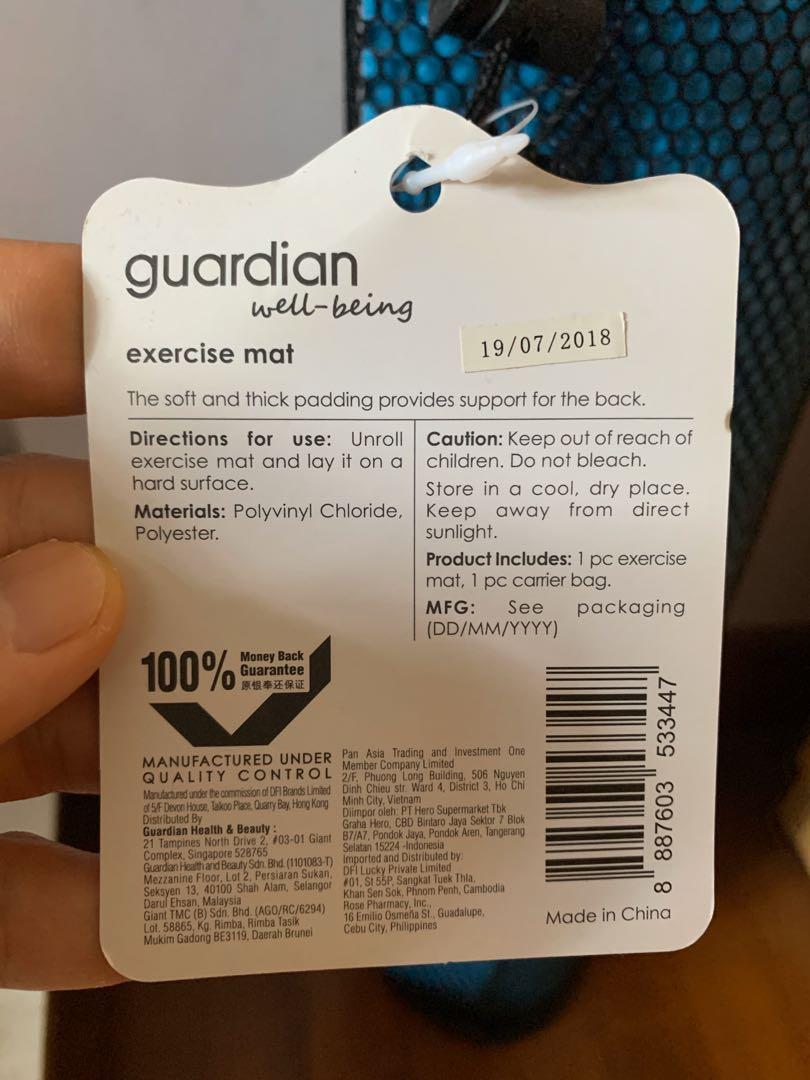 guardian
well-being
exercise mat
19/07/2018
The soft and thick padding provides support for the back.
Directions for use: Unroll
exercise mat and lay it on a
hard surface.
Materials: Polyvinyl Chloride,
Polyester.
Caution: Keep out of reach of
children. Do not bleach.
Store in a cool, dry place.
Keep away from direct
sunlight.
Product Includes: 1 pc exercise
mat, 1 pc carrier bag.
MFG: See packaging
(DD/MM/YYYY)
100% Money Back
Guarantee
原银奉还保证
MANUFACTURED UNDER
QUALITY CONTROL
Manufactured under the commission of DFI Brands Limited
of 5/F Devon House, Taikoo Place, Quarry Bay, Hong Kong
Distributed By
Guardian Health & Beauty :
21 Tampines North Drive 2, #03-01 Giant
Complex, Singapore 528765
Guardian Health and Beauty Sdn. Bhd. (1101083-T)
Mezzanine Floor, Lot 2, Persiaran Sukan,
Seksyen 13, 40100 Shah Alam, Selangor
Darul Ehsan, Malaysia
Giant TMC (B) Sdn. Bhd. (AGO/RC/6294)
Lot. 58865, Kg. Rimba, Rimba Tasik
Mukim Gadong BE3119, Daerah Brunei
Pan Asia Trading and Investment One
Member Company Limited
2/F, Phuong Long Building, 506 Nguyen
Dinh Chieu str. Ward 4, District 3, Ho Chi
Minh City, Vietnam
Diimpor oleh: PT Hero Supermarket Tbk
Graha Hero, CBD Bintaro Jaya Sektor 7 Blok
B7/A7, Pondok Jaya, Pondok Aren, Tangerang
Selatan 15224 -Indonesia
Imported and Distributed by:
DFI Lucky Private Limited
#01, St 55P, Sangkat Tuek Thla,
Khan Sen Sok, Phnom Penh, Cambodia
Rose Pharmacy, Inc.,
16 Emilio Osmeña St., Guadalupe,
Cebu City, Philippines
8 887603 533447
Made in China